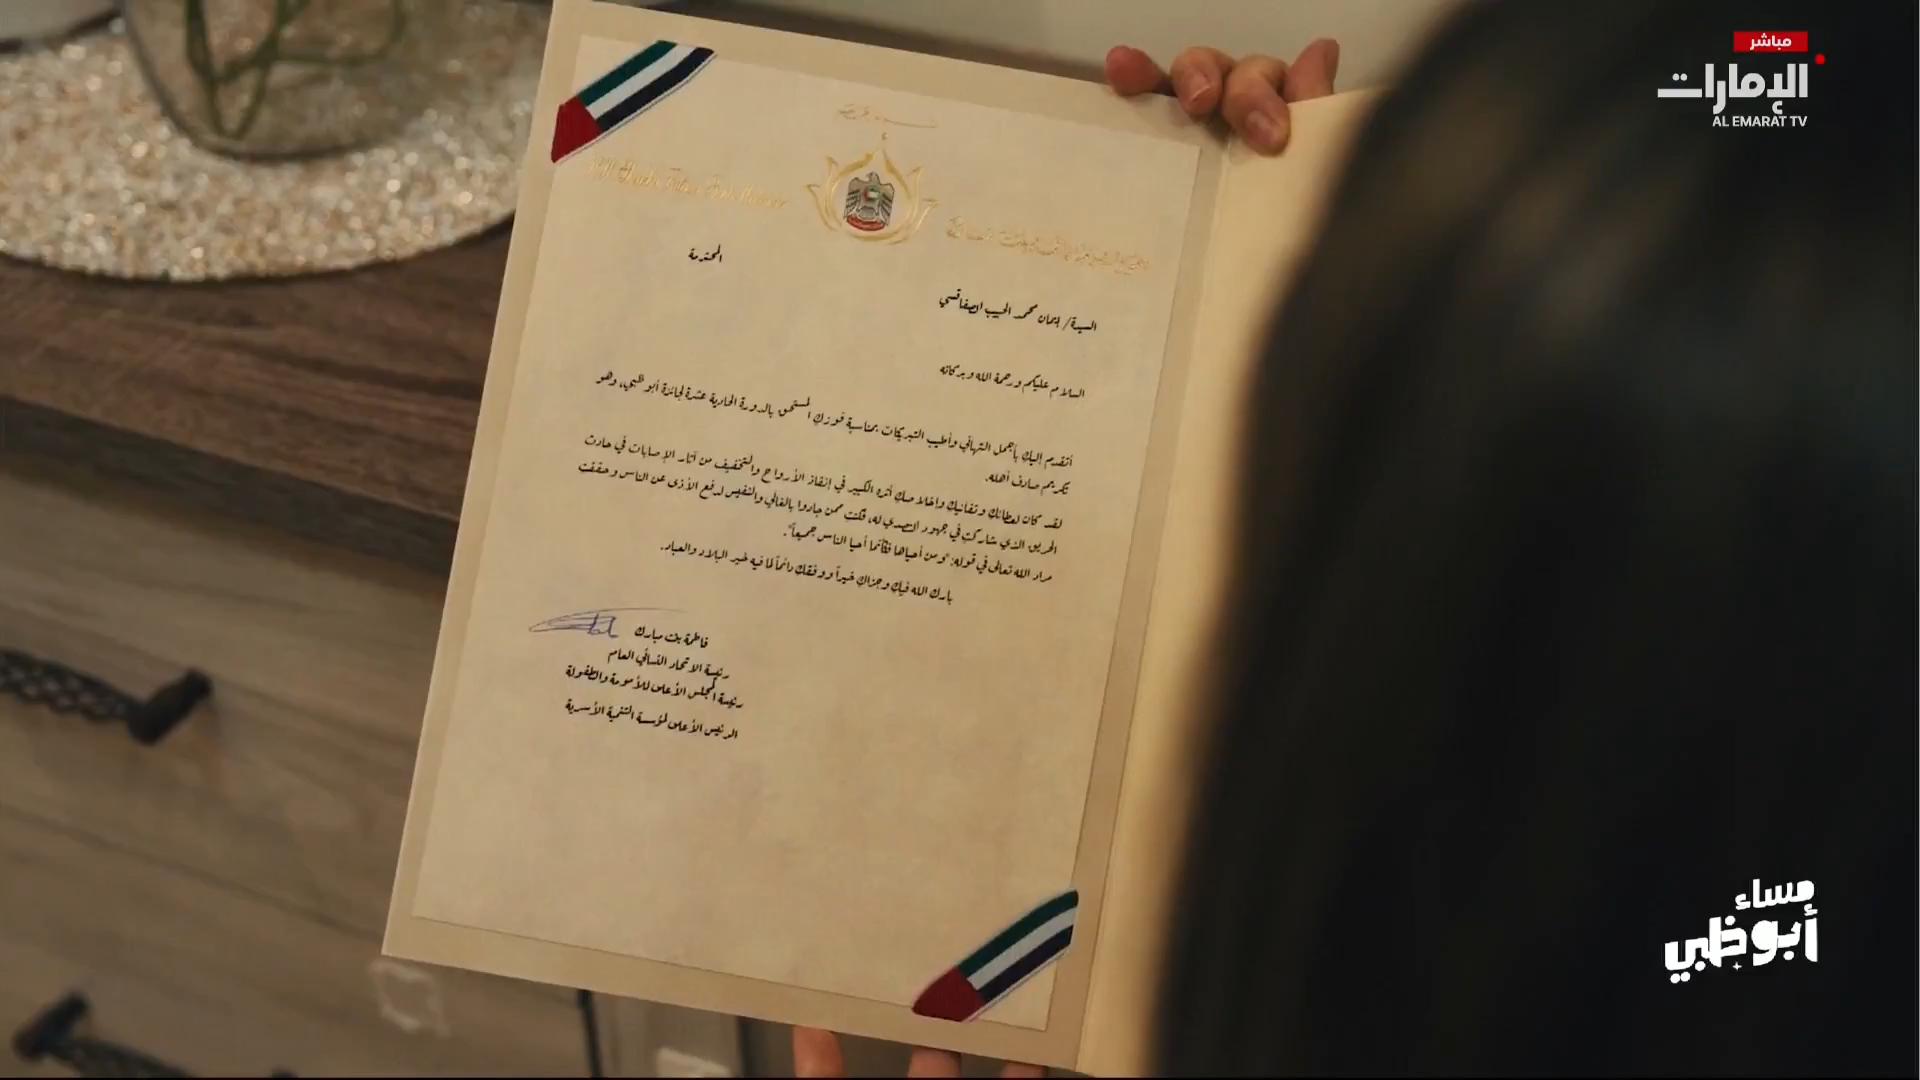 مباشر
الإمارات
AL EMARAT TV
المحترمة
السيدة/ إيمان محمد الحبيب الصفاقسي
السلام عليكم ورحمة الله وبركاته
أتقدم إليكِ بأجمل التهاني وأطيب التبريكات بمناسبة فوزكِ المستحق بالدورة الحادية عشرة لجائزة أبوظبي، وهو
تكريم صادف أهله.
لقد كان لعطائكِ وتفانيكِ وإخلاصكِ أثره الكبير في إنقاذ الأرواح والتخفيف من آثار الإصابات في حادث
الحريق الذي شاركتِ في جهود التصدي له، فكنتِ ممن جادوا بالغالي والنفيس لدفع الأذى عن الناس وحققتِ
مراد الله تعالى في قوله: "ومن أحياها فكأنما أحيا الناس جميعاً".
بارك الله فيكِ وجزاكِ خيراً ووفقكِ دائماً لما فيه خير البلاد والعباد.
فاطمة بنت مبارك
رئيسة الاتحاد النسائي العام
رئيسة المجلس الأعلى للأمومة والطفولة
الرئيس الأعلى لمؤسسة التنمية الأسرية
مساء
أبوظبي